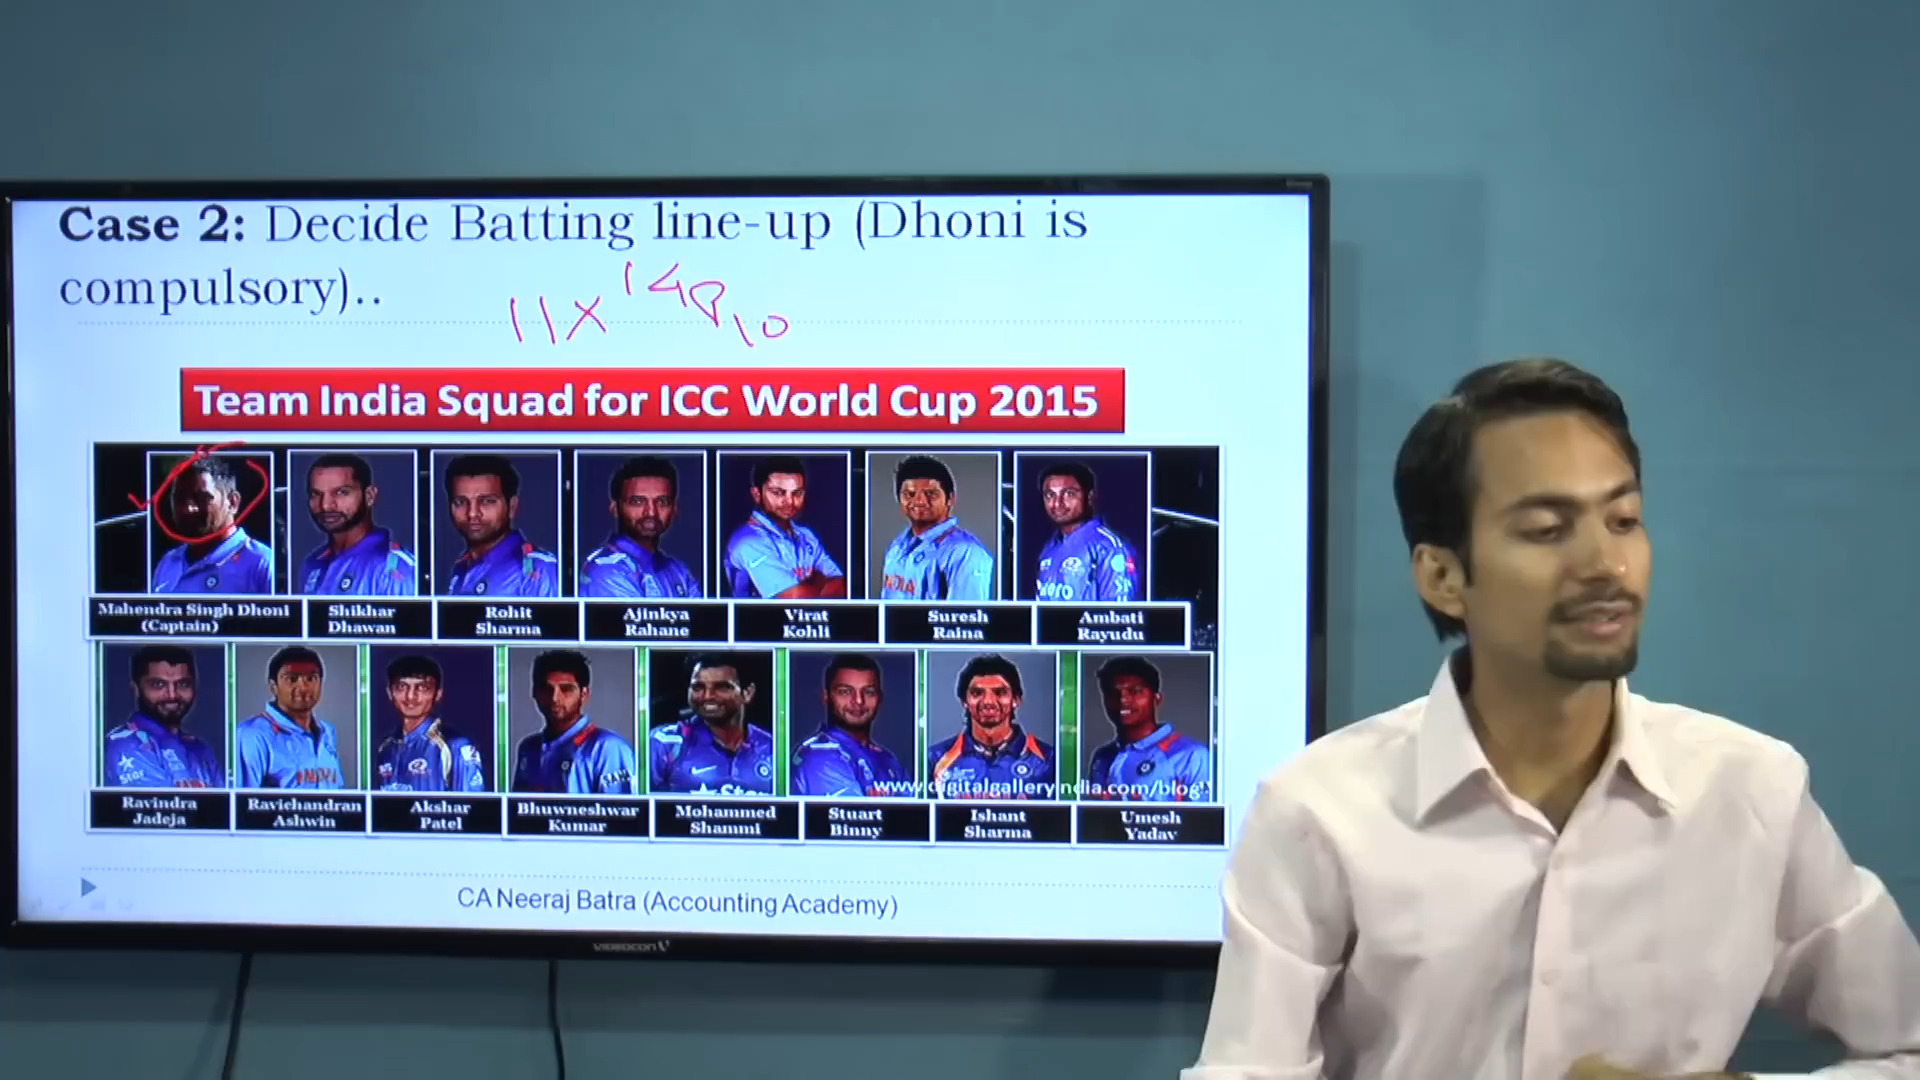 Case 2: Decide Batting line-up (Dhoni is
compulsory)..
11 X ¹⁴P₁₀
Team India Squad for ICC World Cup 2015
Mahendra Singh Dhoni
(Captain)
Shikhar
Dhawan
Rohit
Sharma
Ajinkya
Rahane
Virat
Kohli
Suresh
Raina
Ambati
Rayudu
Ravindra
Jadeja
Ravichandran
Ashwin
Akshar
Patel
Bhuwneshwar
Kumar
Mohammed
Shammi
Stuart
Binny
Ishant
Sharma
Umesh
Yadav
www.digitalgalleryindia.com/blog
CA Neeraj Batra (Accounting Academy)
VIDEOCON